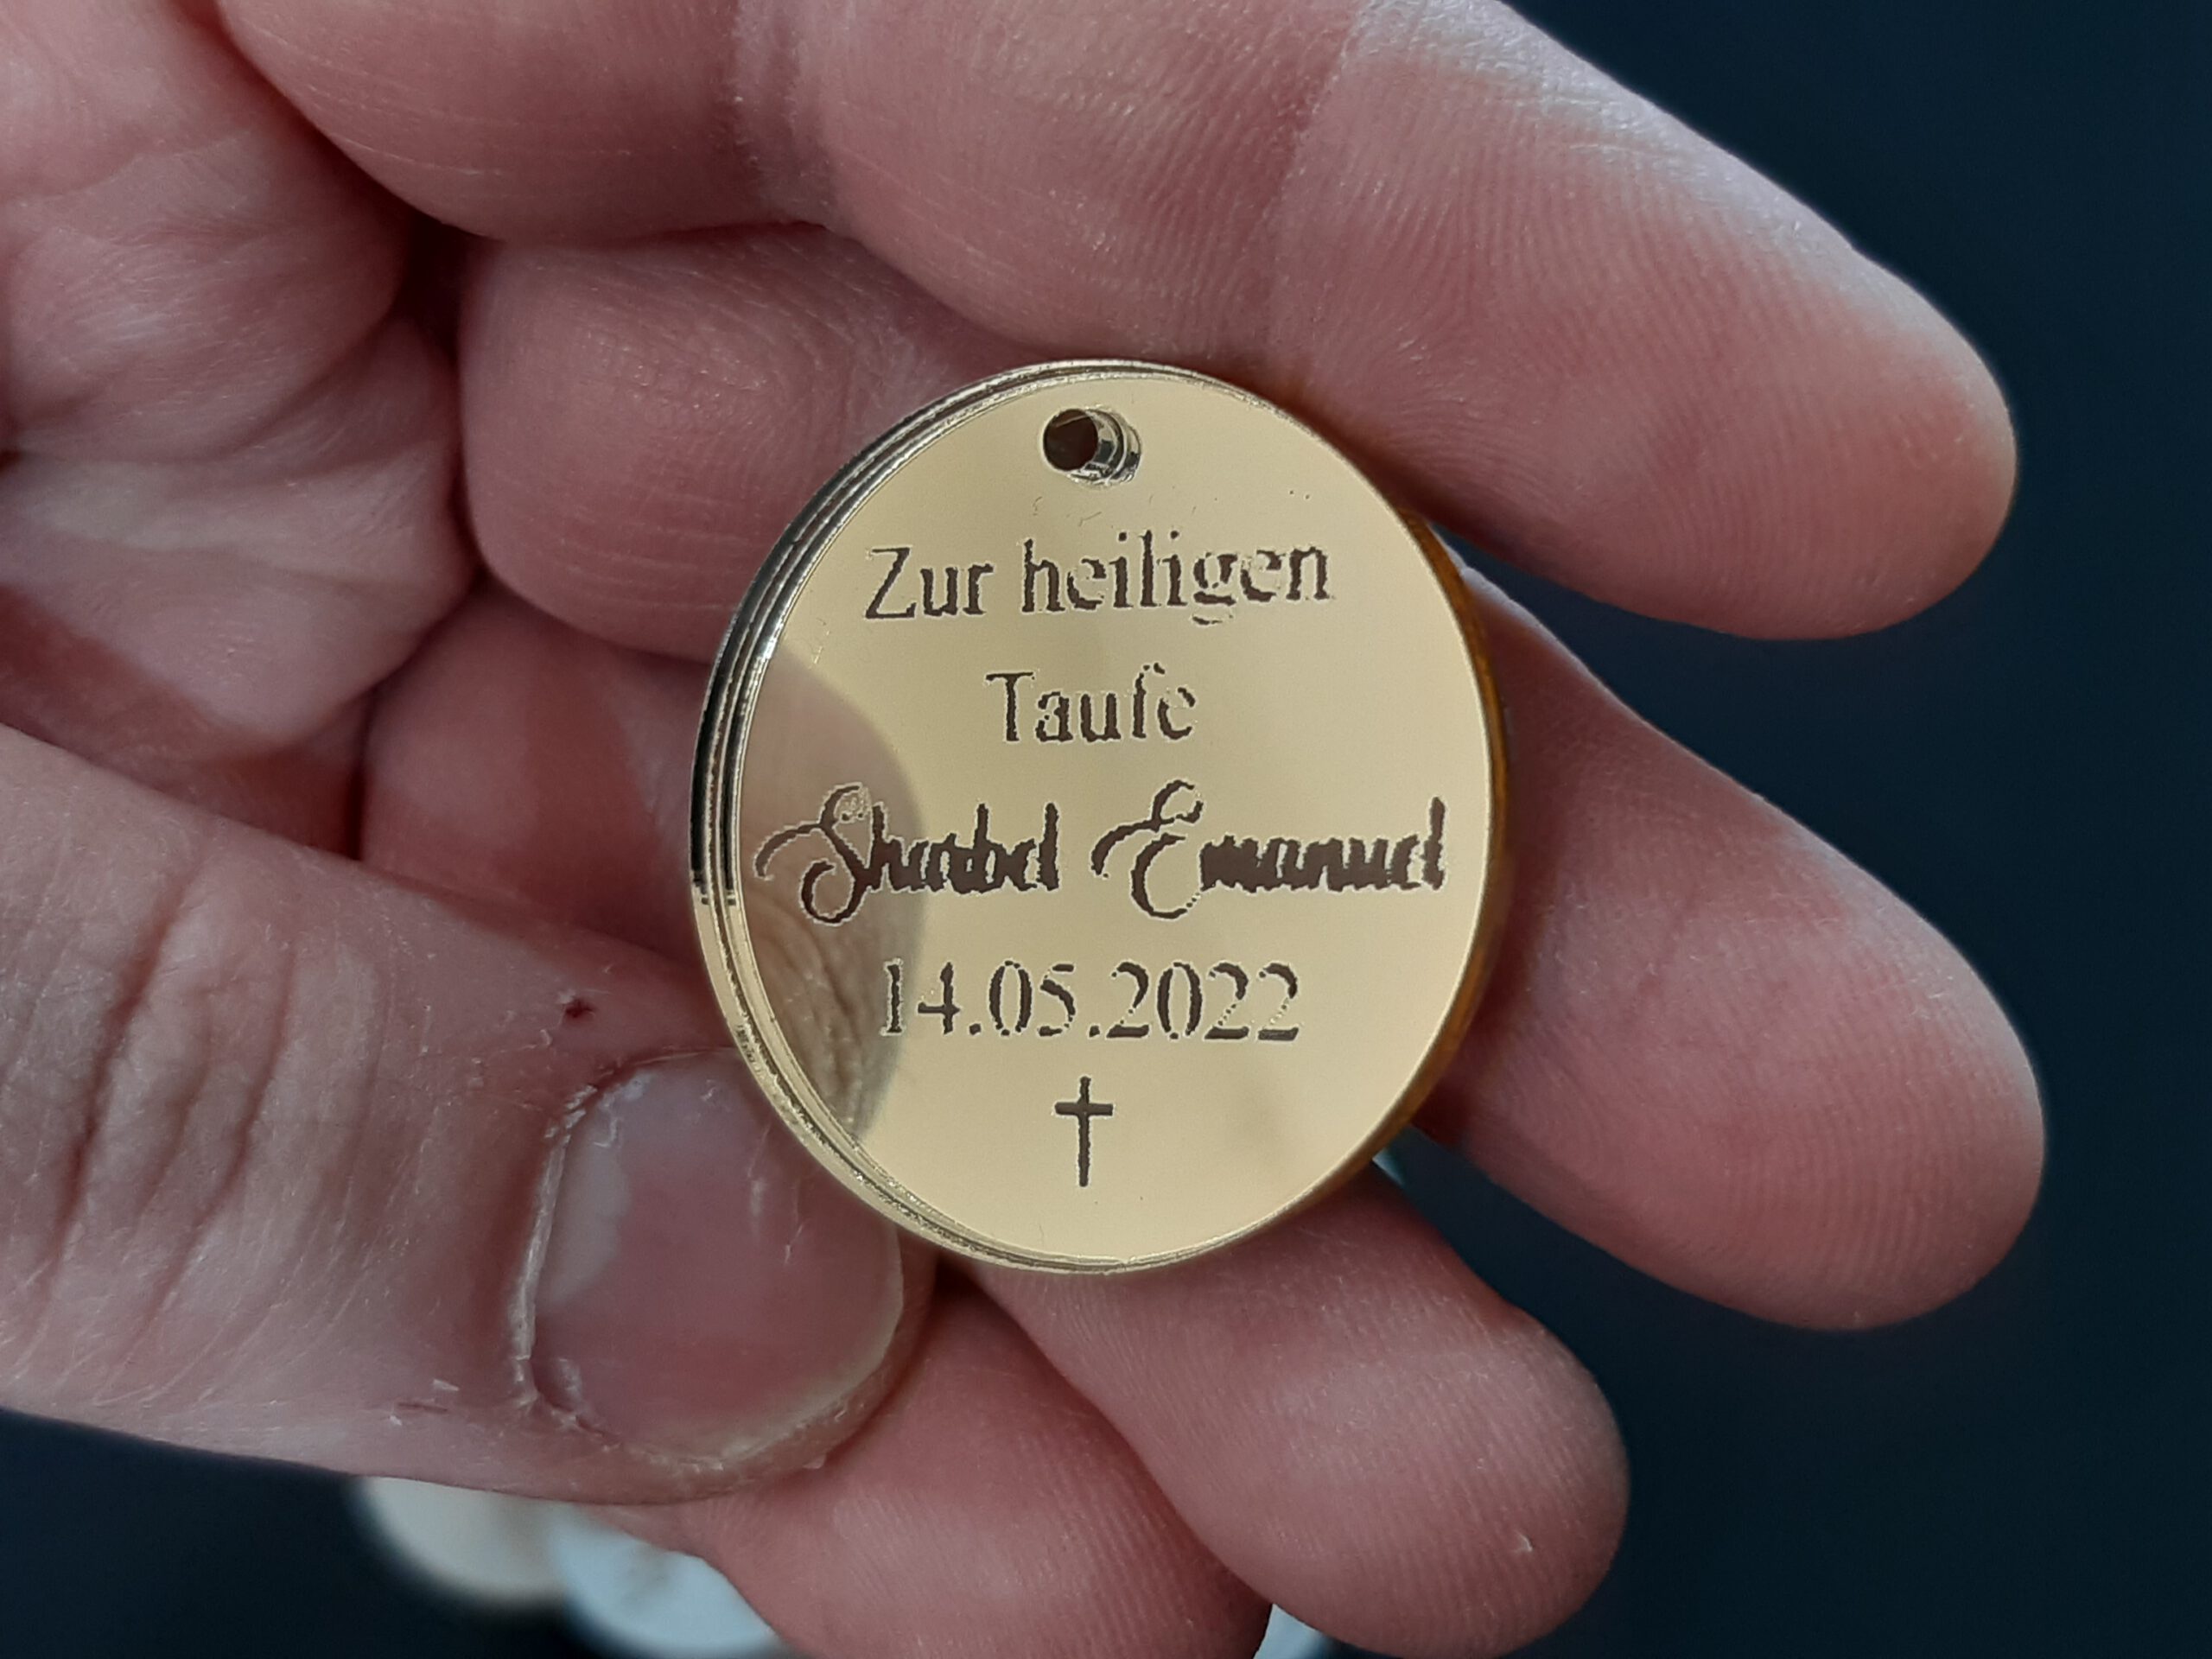 Zur heiligen
Taufe
Sharbel Emanuel
14.05.2022